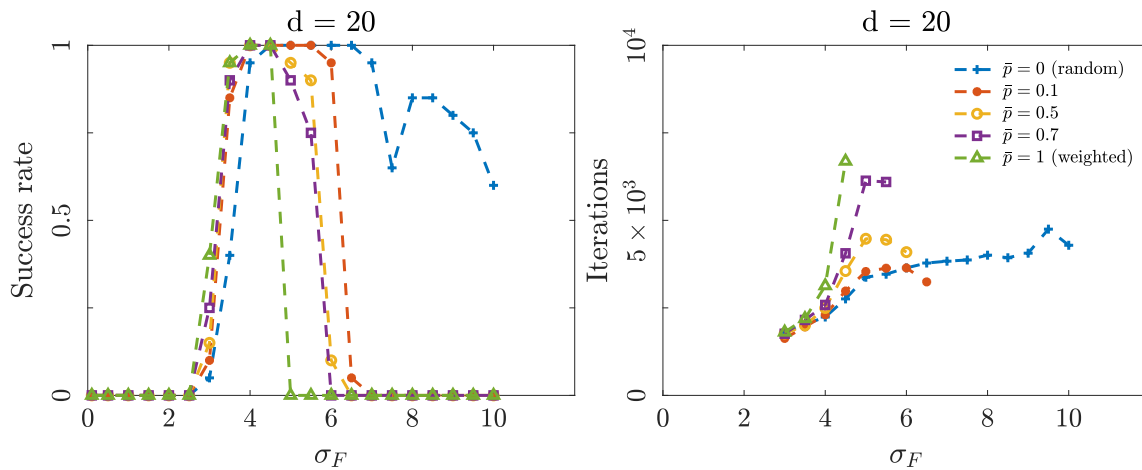 d = 20
Success rate
1
0.5
0
0 2 4 6 8 10
σ_F
d = 20
Iterations
10^4
5 × 10^3
0
0 2 4 6 8 10
σ_F
p̄ = 0 (random)
p̄ = 0.1
p̄ = 0.5
p̄ = 0.7
p̄ = 1 (weighted)